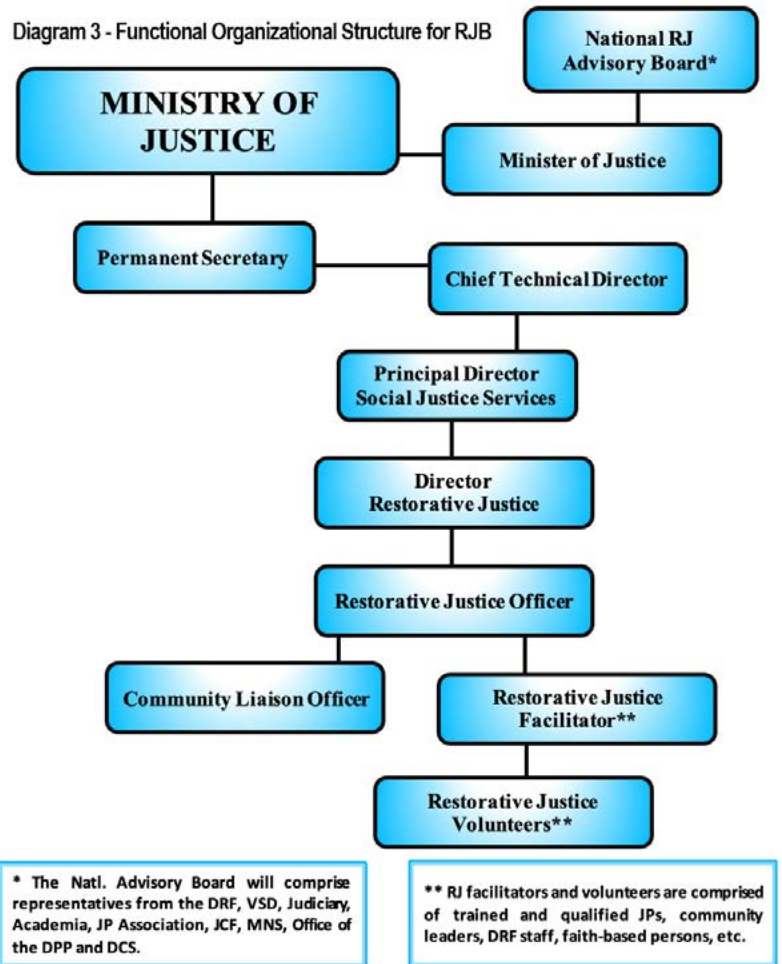 Diagram 3 - Functional Organizational Structure for RJB
National RJ
Advisory Board*
MINISTRY OF
JUSTICE
Minister of Justice
Permanent Secretary
Chief Technical Director
Principal Director
Social Justice Services
Director
Restorative Justice
Restorative Justice Officer
Community Liaison Officer
Restorative Justice
Facilitator**
Restorative Justice
Volunteers**
* The Natl. Advisory Board will comprise
representatives from the DRF, VSD, Judiciary,
Academia, JP Association, JCF, MNS, Office of
the DPP and DCS.
** RJ facilitators and volunteers are comprised
of trained and qualified JPs, community
leaders, DRF staff, faith-based persons, etc.